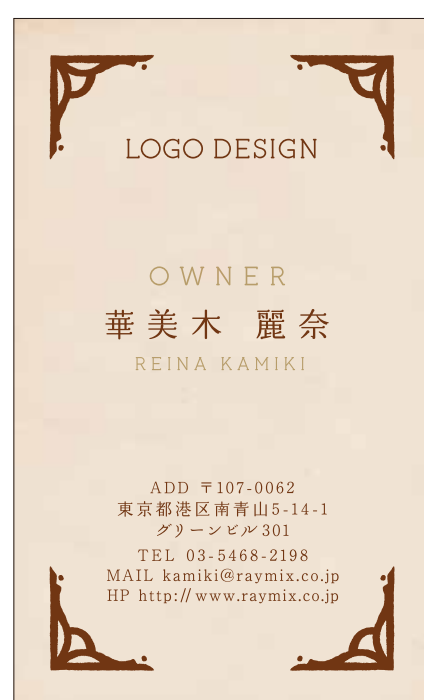 LOGO DESIGN
OWNER
華美木 麗奈
REINA KAMIKI
ADD 〒107-0062
東京都港区南青山5-14-1
グリーンビル301
TEL 03-5468-2198
MAIL kamiki@raymix.co.jp
HP http://www.raymix.co.jp